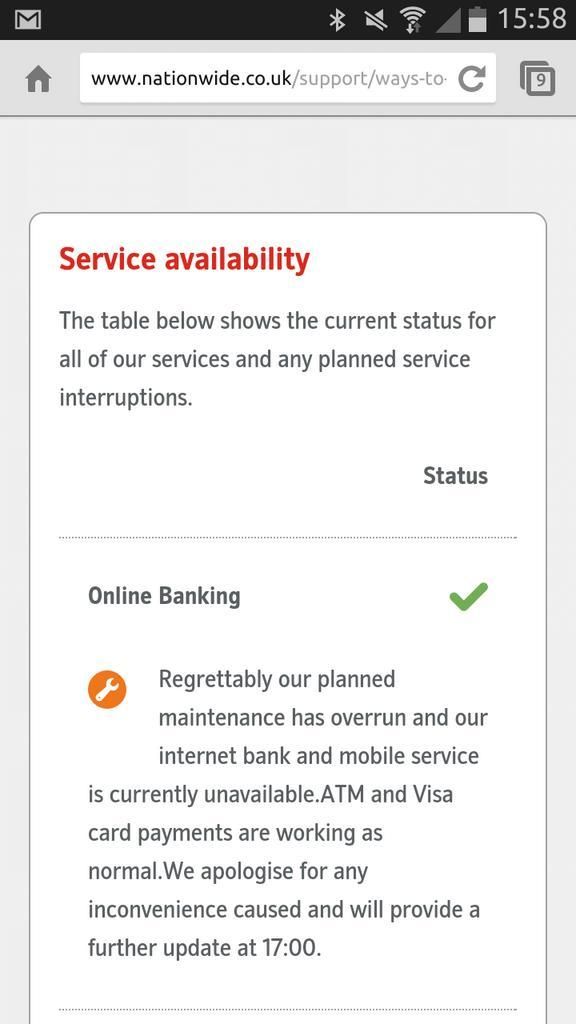 15:58
www.nationwide.co.uk/support/ways-to-
9
Service availability
The table below shows the current status for
all of our services and any planned service
interruptions.
Status
Online Banking
Regrettably our planned
maintenance has overrun and our
internet bank and mobile service
is currently unavailable.ATM and Visa
card payments are working as
normal.We apologise for any
inconvenience caused and will provide a
further update at 17:00.